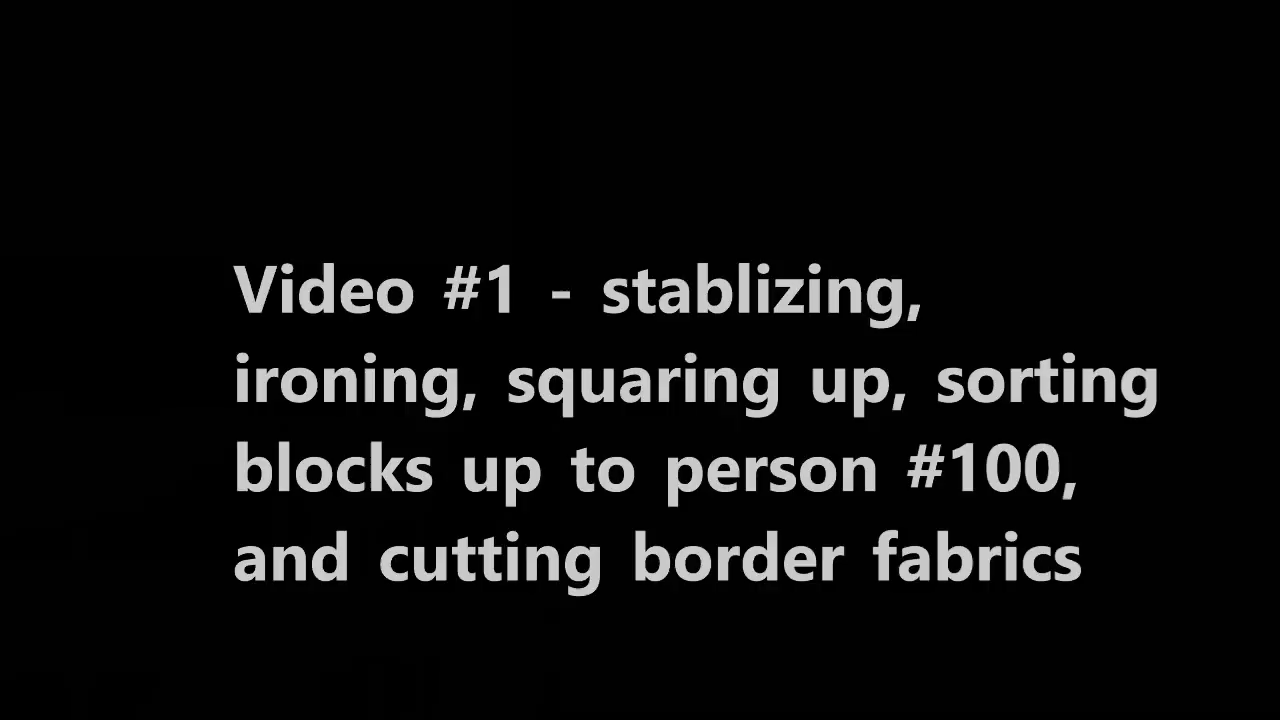 Video #1 - stablizing,
ironing, squaring up, sorting
blocks up to person #100,
and cutting border fabrics